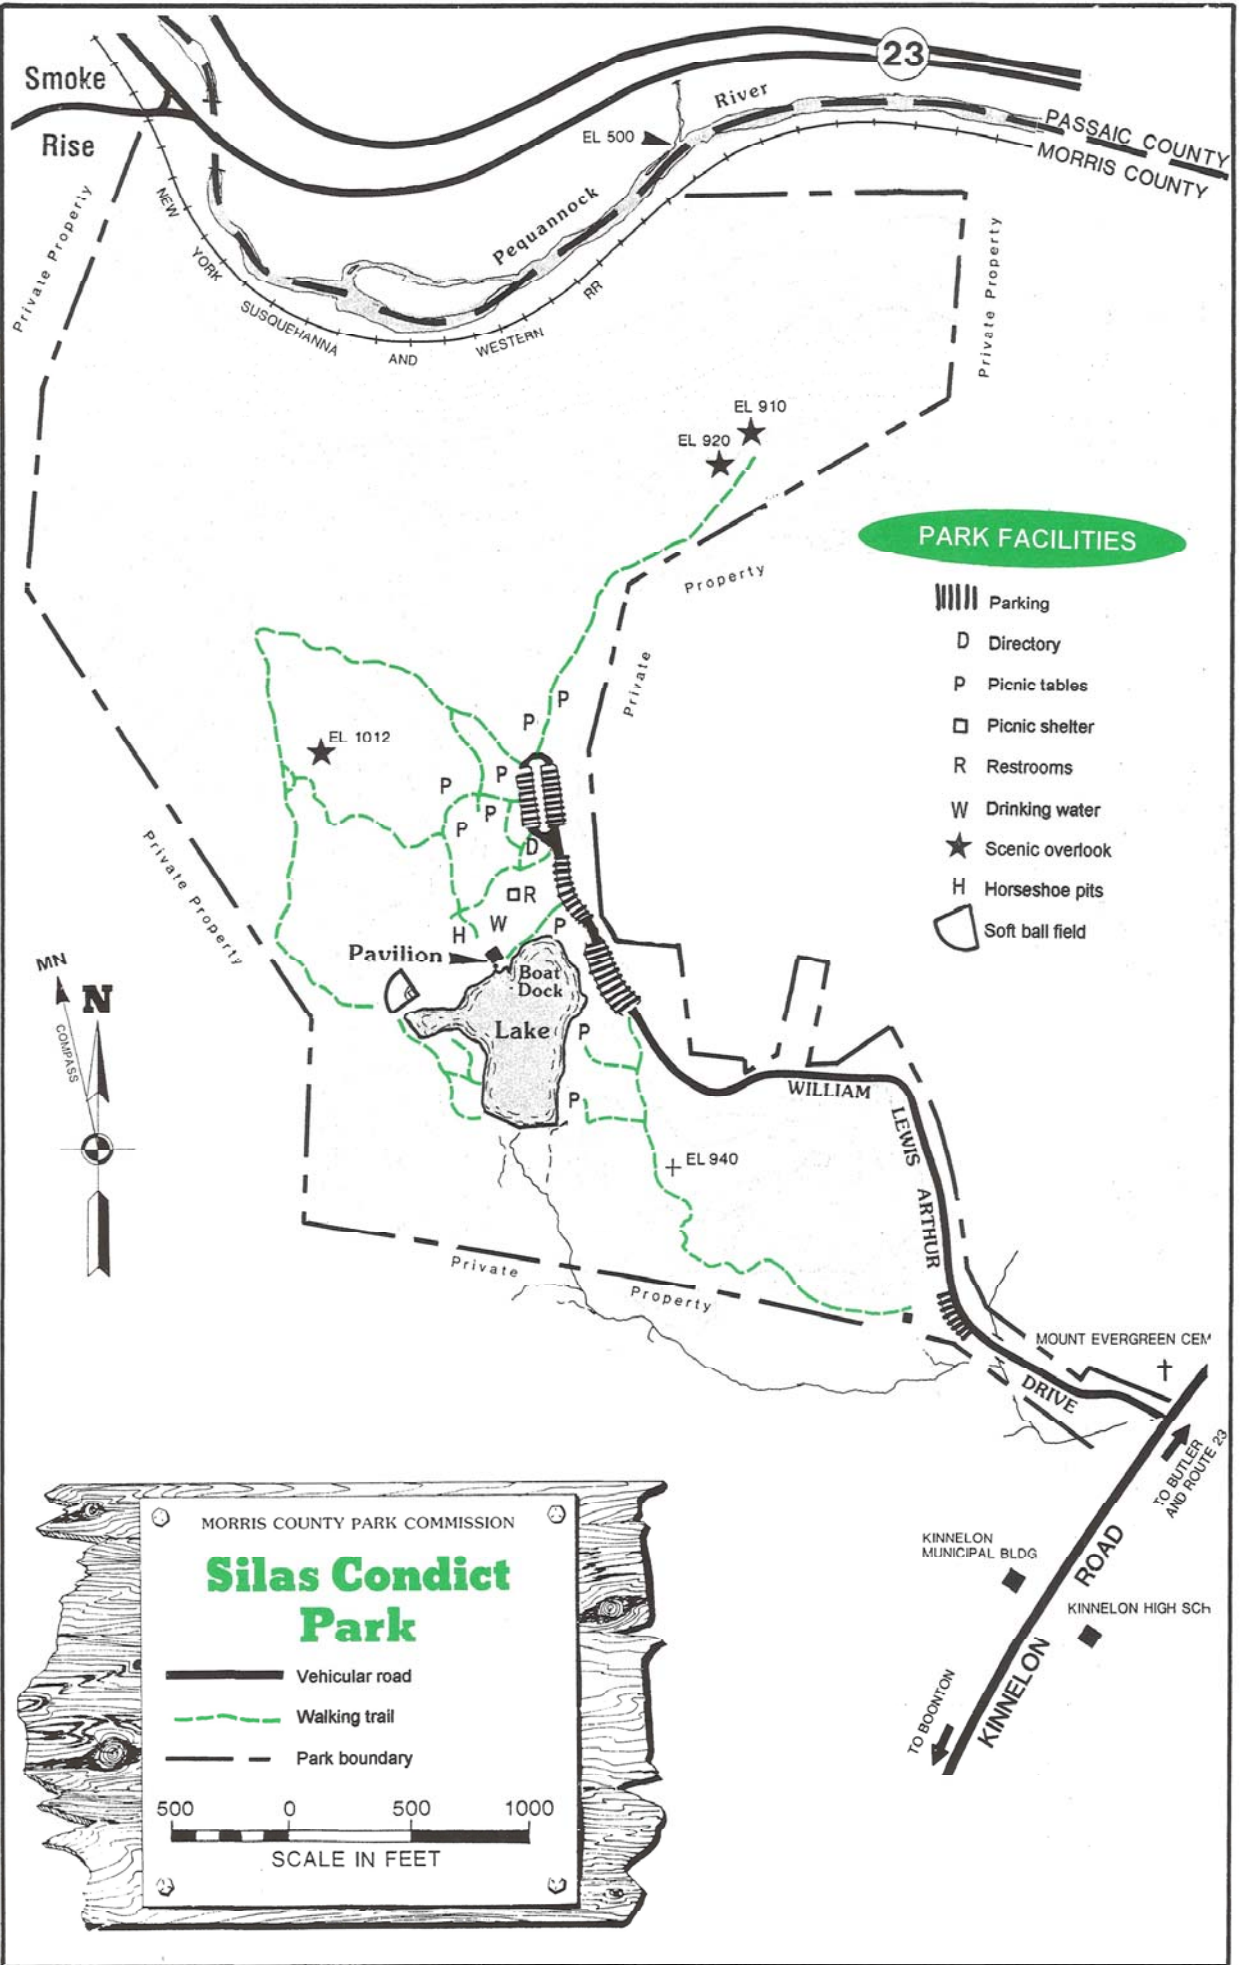 23
Smoke
Rise
River
EL 500
PASSAIC COUNTY
MORRIS COUNTY
Private Property
NEW
YORK
SUSQUEHANNA
AND
WESTERN
RR
Pequannock
Private Property
EL 910
EL 920
PARK FACILITIES
Parking
D Directory
P Picnic tables
Picnic shelter
R Restrooms
W Drinking water
Scenic overlook
H Horseshoe pits
Soft ball field
Property
Private
P
P
EL 1012
P
P
P
P
D
R
W
H
P
Pavilion
Boat
Dock
Lake
P
P
Private Property
MN
N
COMPASS
EL 940
WILLIAM
LEWIS
ARTHUR
DRIVE
Private
Property
MOUNT EVERGREEN CEM
TO BUTLER
AND ROUTE 23
KINNELON
MUNICIPAL BLDG
KINNELON HIGH SCH
KINNELON ROAD
TO BOONTON
MORRIS COUNTY PARK COMMISSION
Silas Condict
Park
Vehicular road
Walking trail
Park boundary
500 0 500 1000
SCALE IN FEET